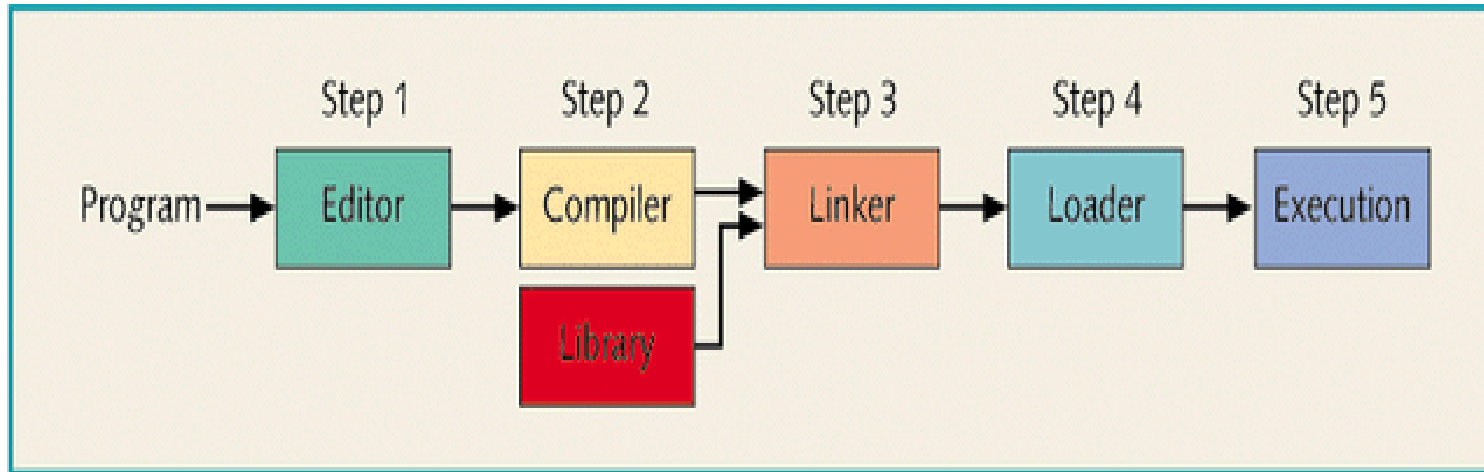 Step 1 Step 2 Step 3 Step 4 Step 5
Program Editor Compiler Linker Loader Execution
Library